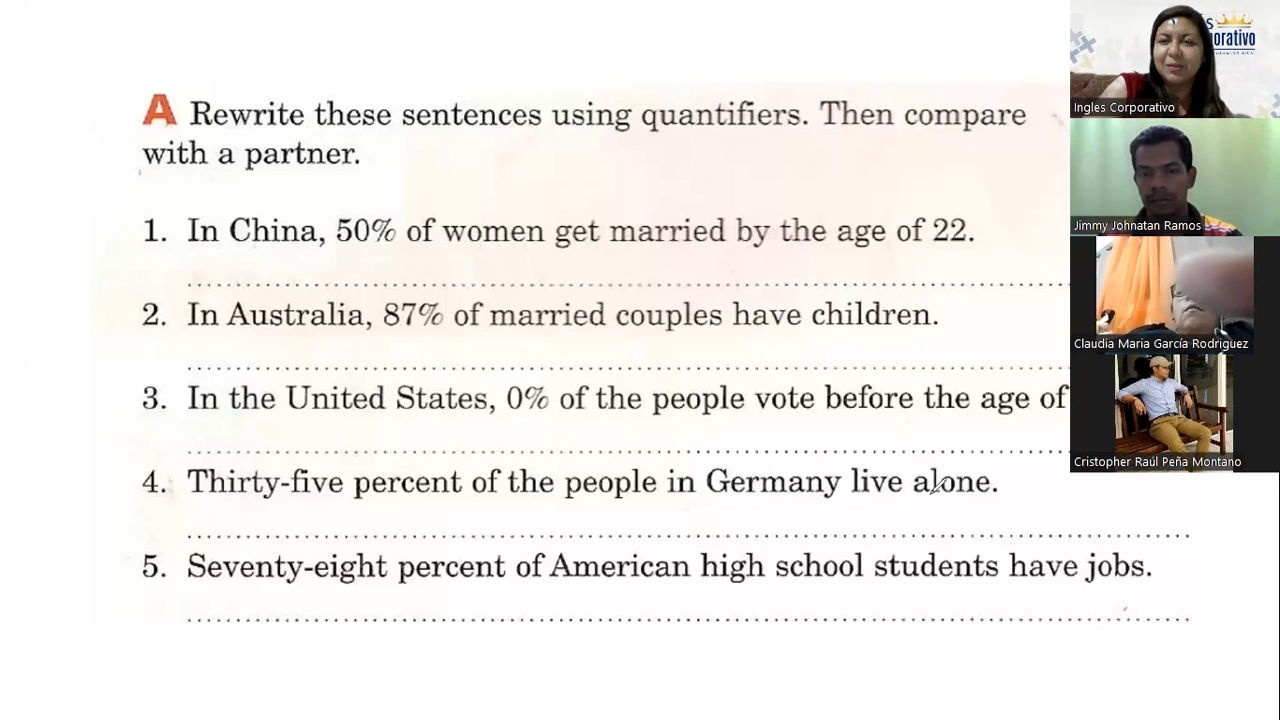 A Rewrite these sentences using quantifiers. Then compare
with a partner.
1. In China, 50% of women get married by the age of 22.
2. In Australia, 87% of married couples have children.
3. In the United States, 0% of the people vote before the age of
4. Thirty-five percent of the people in Germany live alone.
5. Seventy-eight percent of American high school students have jobs.
Ingles Corporativo
Jimmy Johnatan Ramos
Claudia Maria García Rodriguez
Cristopher Raúl Peña Montano